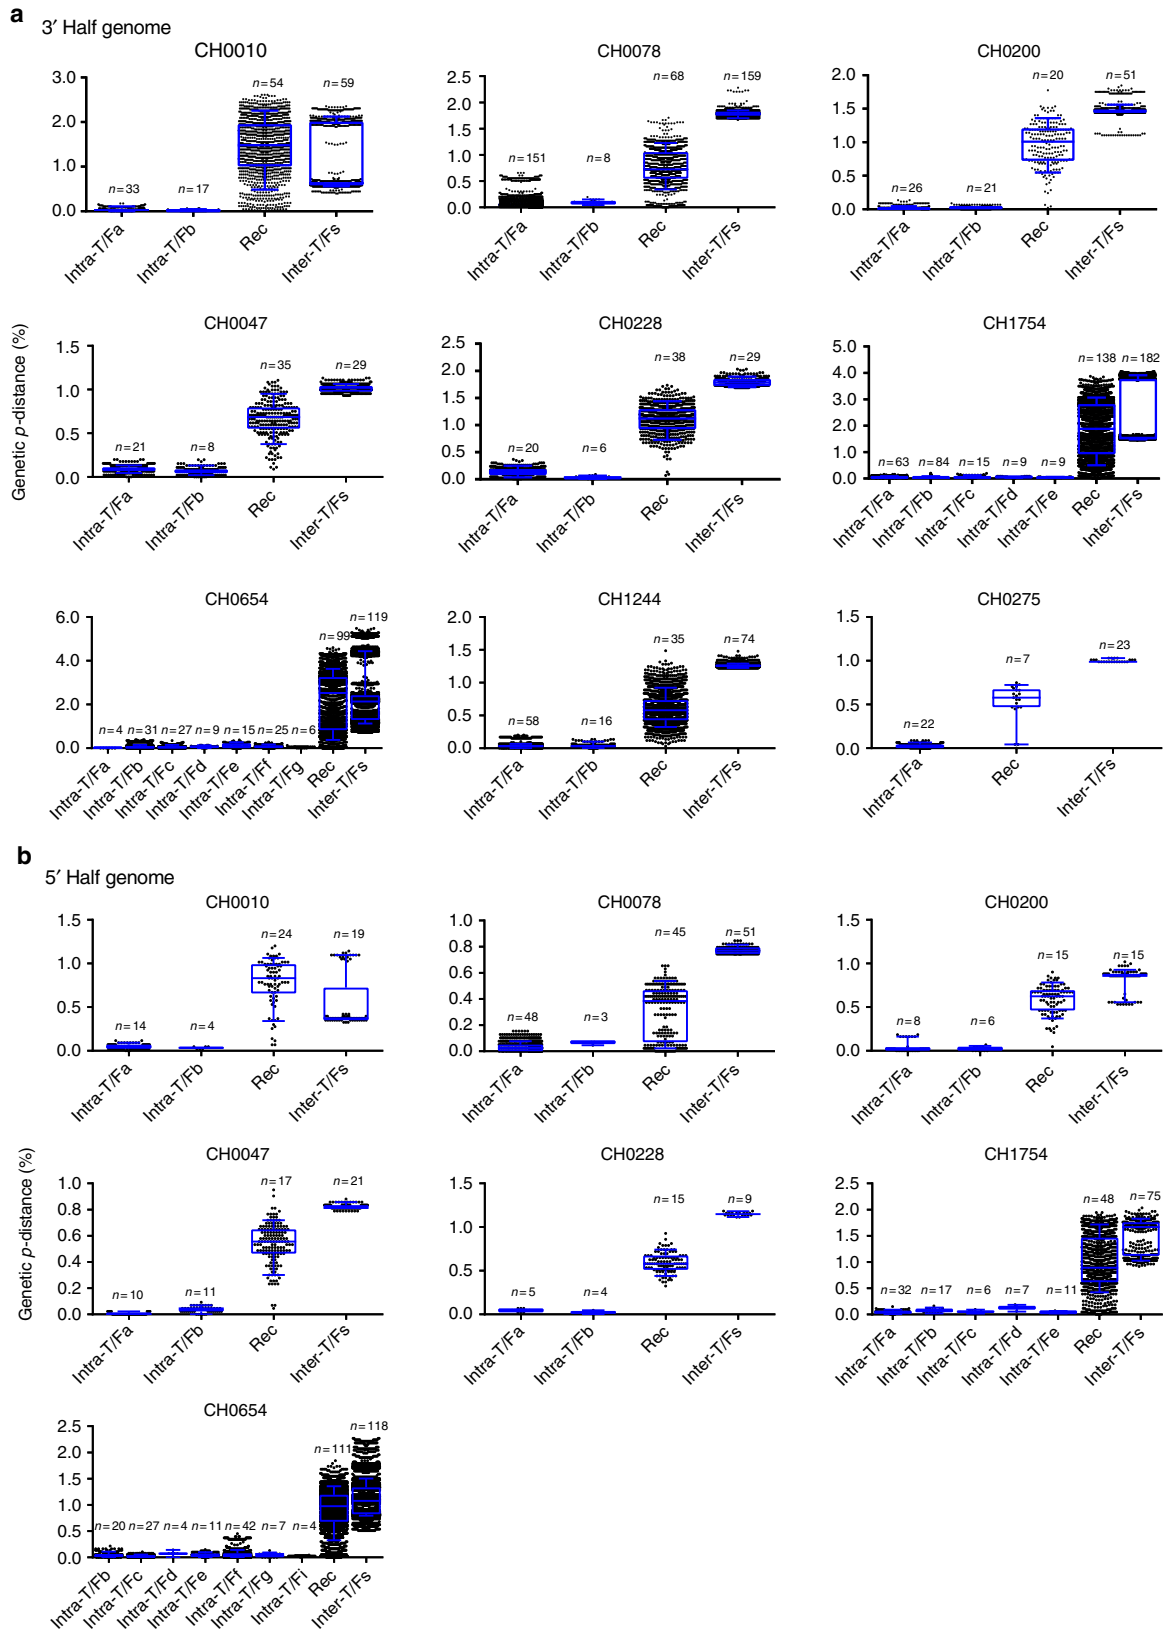 a
3′ Half genome
Genetic p-distance (%)
CH0010
3.0
2.0
1.0
0.0
n=33
n=17
n=54
n=59
Intra-T/Fa
Intra-T/Fb
Rec
Inter-T/Fs
CH0078
2.5
2.0
1.5
1.0
0.5
0.0
n=151
n=8
n=68
n=159
Intra-T/Fa
Intra-T/Fb
Rec
Inter-T/Fs
CH0200
2.0
1.5
1.0
0.5
0.0
n=26
n=21
n=20
n=51
Intra-T/Fa
Intra-T/Fb
Rec
Inter-T/Fs
CH0047
1.5
1.0
0.5
0.0
n=21
n=8
n=35
n=29
Intra-T/Fa
Intra-T/Fb
Rec
Inter-T/Fs
CH0228
2.5
2.0
1.5
1.0
0.5
0.0
n=20
n=6
n=38
n=29
Intra-T/Fa
Intra-T/Fb
Rec
Inter-T/Fs
CH1754
5.0
4.0
3.0
2.0
1.0
0.0
n=63
n=84
n=15
n=9
n=9
n=138
n=182
Intra-T/Fa
Intra-T/Fb
Intra-T/Fc
Intra-T/Fd
Intra-T/Fe
Rec
Inter-T/Fs
CH0654
6.0
4.0
2.0
0.0
n=4
n=31
n=27
n=9
n=15
n=25
n=6
n=99
n=119
Intra-T/Fa
Intra-T/Fb
Intra-T/Fc
Intra-T/Fd
Intra-T/Fe
Intra-T/Ff
Intra-T/Fg
Rec
Inter-T/Fs
CH1244
2.0
1.5
1.0
0.5
0.0
n=58
n=16
n=35
n=74
Intra-T/Fa
Intra-T/Fb
Rec
Inter-T/Fs
CH0275
1.5
1.0
0.5
0.0
n=22
n=7
n=23
Intra-T/Fa
Rec
Inter-T/Fs
b
5′ Half genome
Genetic p-distance (%)
CH0010
1.5
1.0
0.5
0.0
n=14
n=4
n=24
n=19
Intra-T/Fa
Intra-T/Fb
Rec
Inter-T/Fs
CH0078
1.0
0.8
0.6
0.4
0.2
0.0
n=48
n=3
n=45
n=51
Intra-T/Fa
Intra-T/Fb
Rec
Inter-T/Fs
CH0200
1.5
1.0
0.5
0.0
n=8
n=6
n=15
n=15
Intra-T/Fa
Intra-T/Fb
Rec
Inter-T/Fs
CH0047
1.0
0.8
0.6
0.4
0.2
0.0
n=10
n=11
n=17
n=21
Intra-T/Fa
Intra-T/Fb
Rec
Inter-T/Fs
CH0228
1.5
1.0
0.5
0.0
n=5
n=4
n=15
n=9
Intra-T/Fa
Intra-T/Fb
Rec
Inter-T/Fs
CH1754
2.5
2.0
1.5
1.0
0.5
0.0
n=32
n=17
n=6
n=7
n=11
n=48
n=75
Intra-T/Fa
Intra-T/Fb
Intra-T/Fc
Intra-T/Fd
Intra-T/Fe
Rec
Inter-T/Fs
CH0654
2.5
2.0
1.5
1.0
0.5
0.0
n=20
n=27
n=4
n=11
n=42
n=7
n=4
n=111
n=118
Intra-T/Fb
Intra-T/Fc
Intra-T/Fd
Intra-T/Fe
Intra-T/Ff
Intra-T/Fg
Intra-T/Fi
Rec
Inter-T/Fs